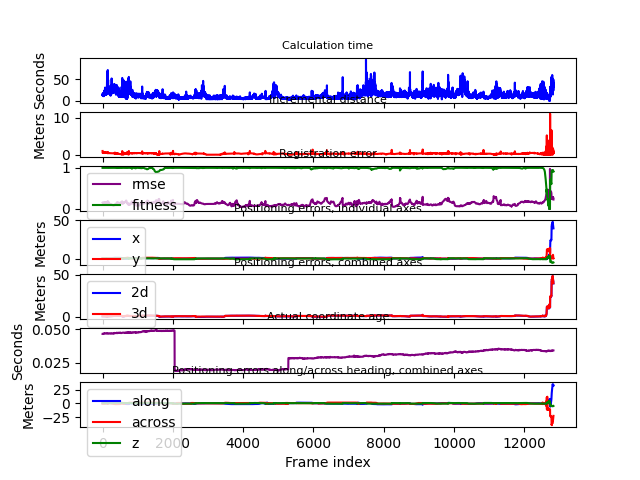 Calculation time
50
0
Seconds
Incremental distance
10
0
Meters
Registration error
1
0
rmse
fitness
Positioning errors, individual axes
50
0
Meters
x
y
Positioning errors, combined axes
50
0
Meters
2d
3d
Actual coordinate age
0.050
0.025
Seconds
Positioning errors along/across heading, combined axes
25
0
−25
Meters
along
across
z
0 2000 4000 6000 8000 10000 12000
Frame index